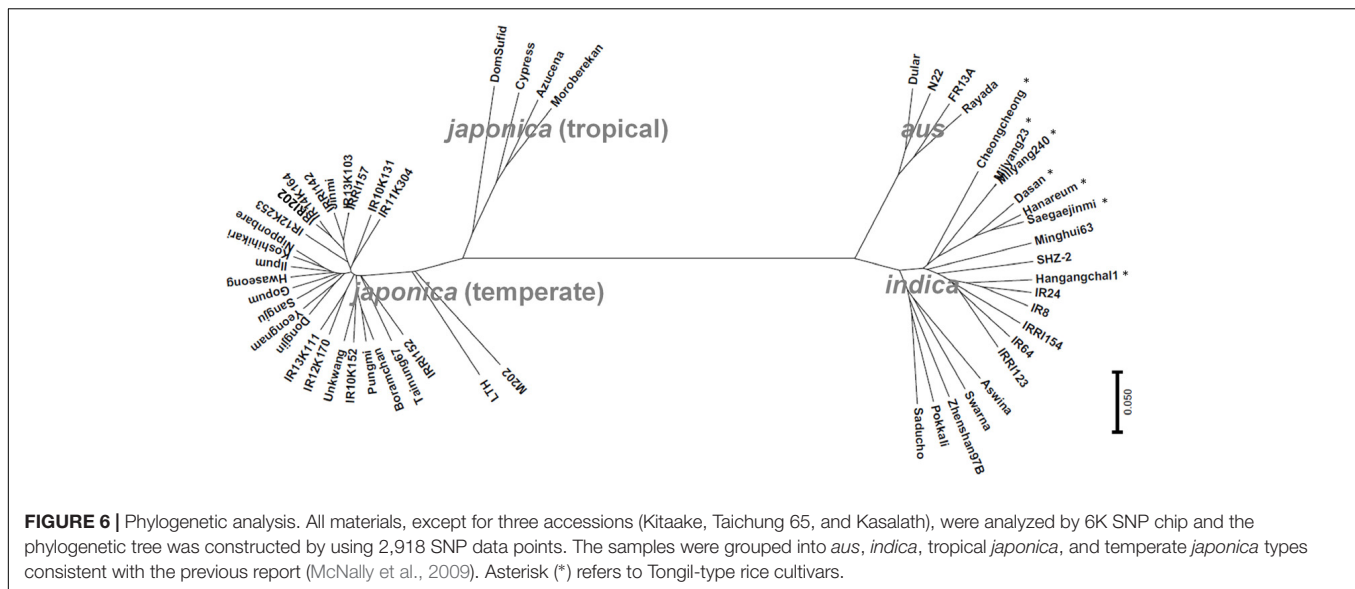 DomSufid
Cypress
Azucena
Moroberekan
japonica (tropical)
Dular
N22
FR13A
Rayada
aus
Cheongcheong *
Milyang23 *
Milyang240 *
Dasan *
Hanareum *
Saegaejinmi *
Minghui63
SHZ-2
Hangangchal1 *
IR24
IR8
IRRI154
IR64
IRRI123
indica
Aswina
Swarna
Zhenshan97B
Pokkali
Saducho
0.050
IR11K304
IR10K131
IRRI157
IR13K103
Jinmi
IRRI142
IR14K164
IRRI202
IR12K253
Nipponbare
Koshihikari
Ilpum
Hwaseong
Gopum
Sangju
Yeongnam
Dongjin
IR13K111
IR12K170
Unkwang
IR10K152
Pungmi
Boramchan
Tainung67
IRRI152
japonica (temperate)
LTH
M202
FIGURE 6 | Phylogenetic analysis. All materials, except for three accessions (Kitaake, Taichung 65, and Kasalath), were analyzed by 6K SNP chip and the
phylogenetic tree was constructed by using 2,918 SNP data points. The samples were grouped into aus, indica, tropical japonica, and temperate japonica types
consistent with the previous report (McNally et al., 2009). Asterisk (*) refers to Tongil-type rice cultivars.